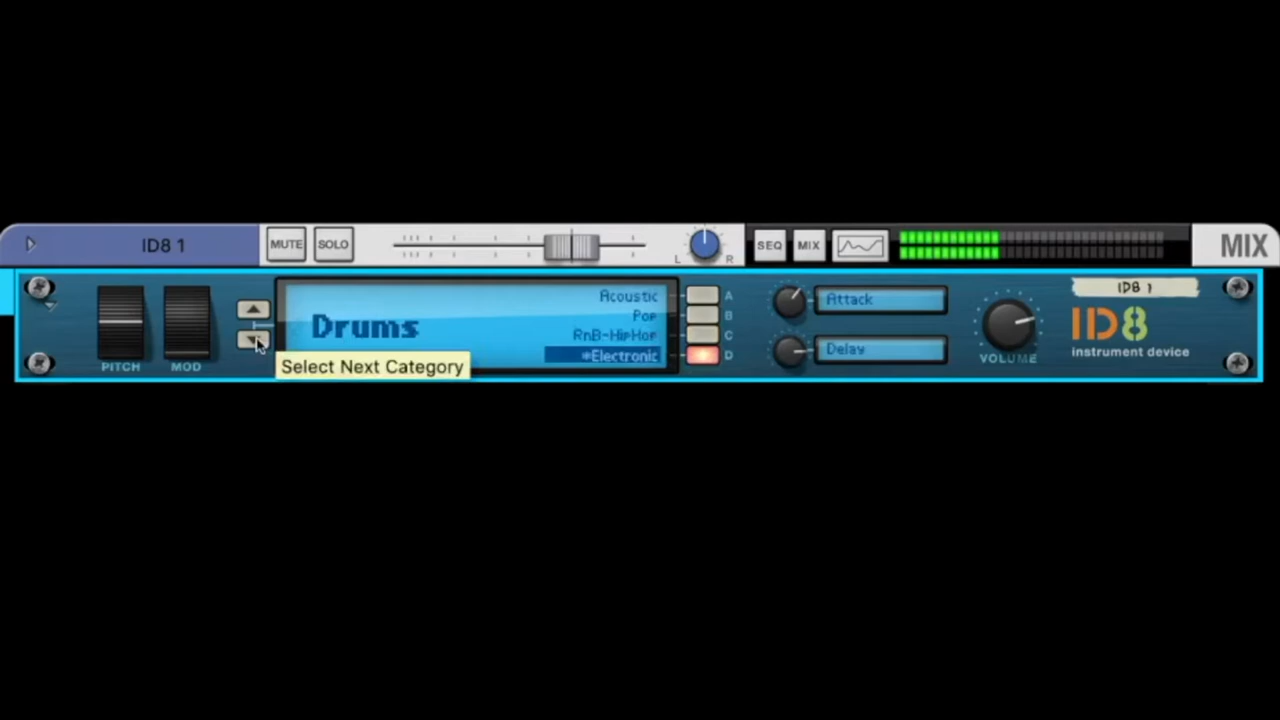 ID8 1
MUTE
SOLO
L
R
SEQ
MIX
MIX
PITCH
MOD
Drums
Acoustic
Pop
RnB-HipHop
*Electronic
A
B
C
D
Select Next Category
Attack
Delay
VOLUME
ID8 1
ID8
instrument device